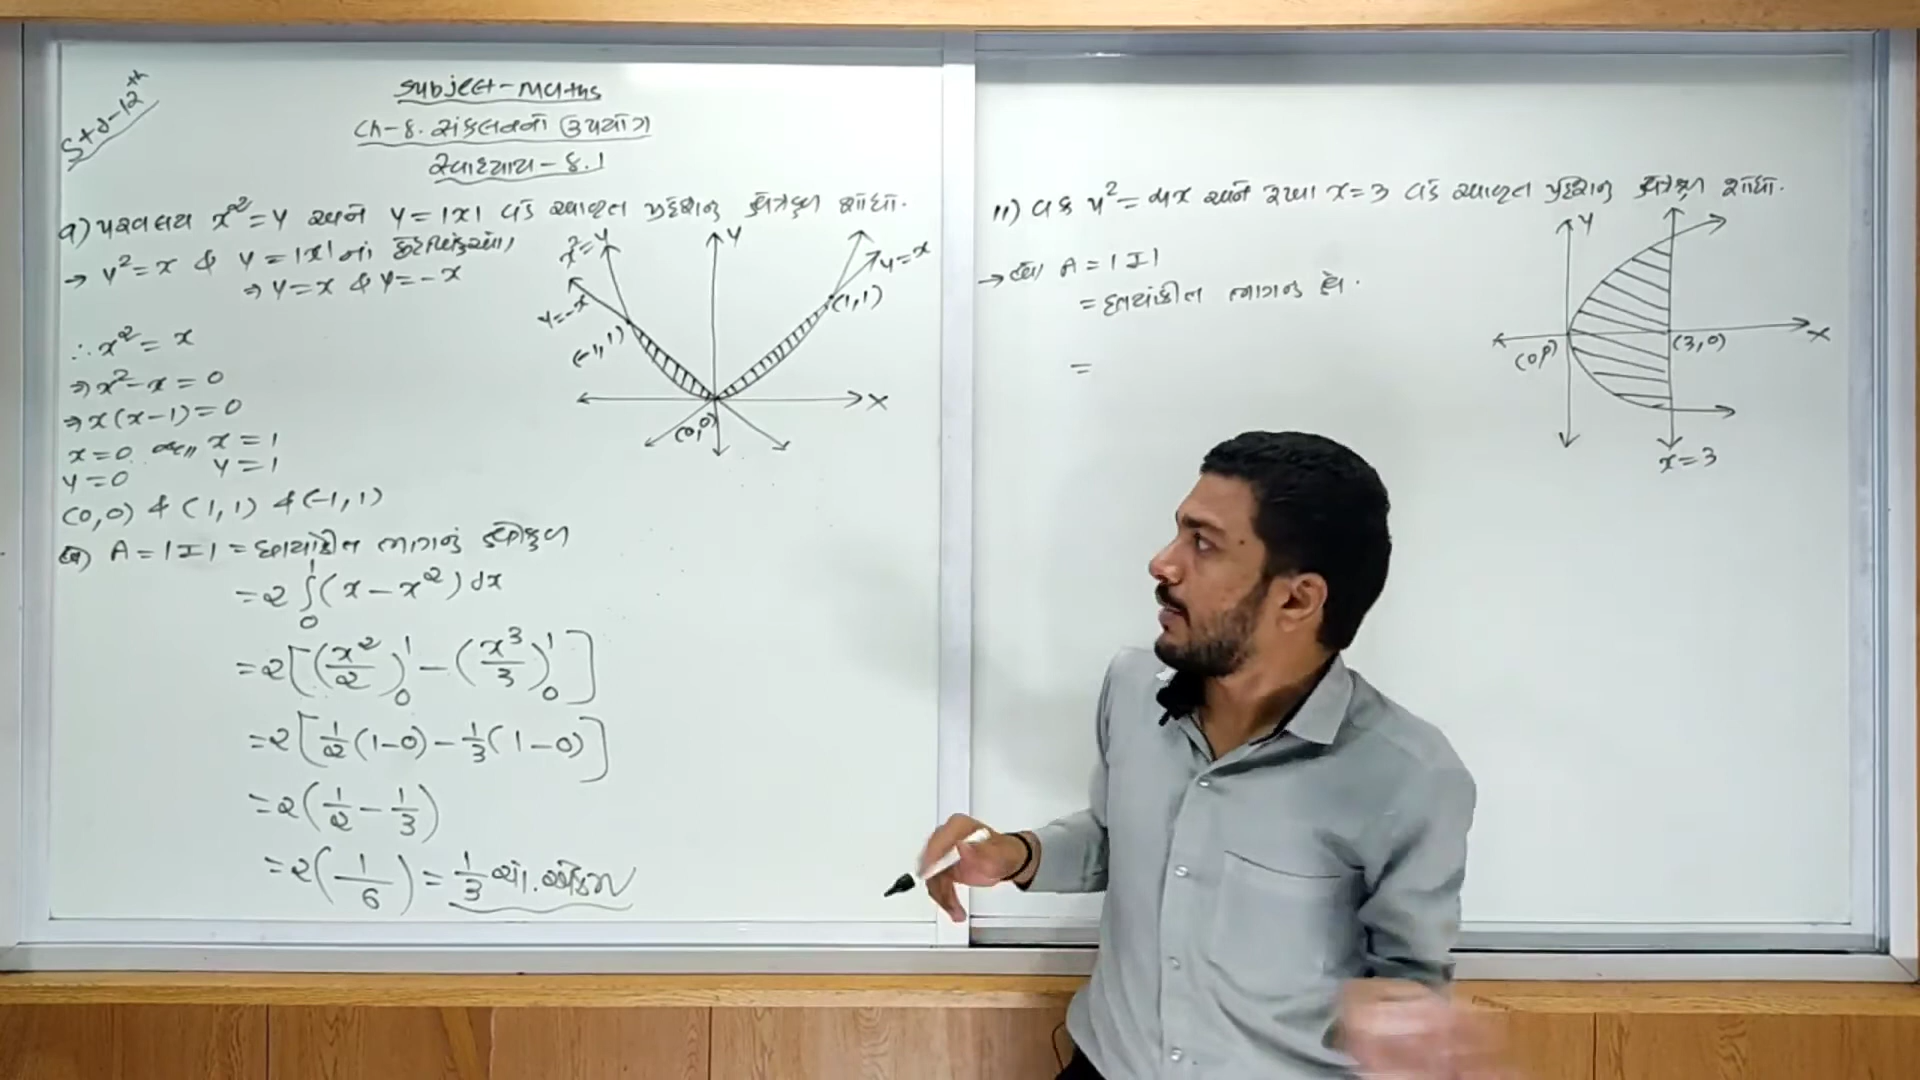 Std-12th
Subject-Maths
Ch-8. સંકલનનો ઉપયોગ
સ્વાધ્યાય-8.1
9) પરવલય x² = y અને y = |x| વડે આવૃત પ્રદેશનું ક્ષેત્રફળ શોધો.
→ y² = x & y = |x| નાં
⇒ y = x & y = -x
∴ x² = x
⇒ x² - x = 0
⇒ x(x-1) = 0
x = 0 અથવા x = 1
y = 0 y = 1
(0,0) & (1,1) & (-1,1)
હવે A = |I| = છાયાંકિત ભાગનું ક્ષેત્રફળ
= 2 ∫₀¹ (x - x²) dx
= 2[(x²/2)₀¹ - (x³/3)₀¹]
= 2[1/2 (1-0) - 1/3 (1-0)]
= 2(1/2 - 1/3)
= 2(1/6) = 1/3 ચો. એકમ
x² = y
Y
y = x
y = -x
(-1,1)
(1,1)
X
(0,0)
11) વક્ર y² = 4x અને રેખા x = 3 વડે આવૃત પ્રદેશનું ક્ષેત્રફળ શોધો.
→ હવે A = |I|
= છાયાંકિત ભાગનું ક્ષે.
=
Y
X
(0,0)
(3,0)
x = 3